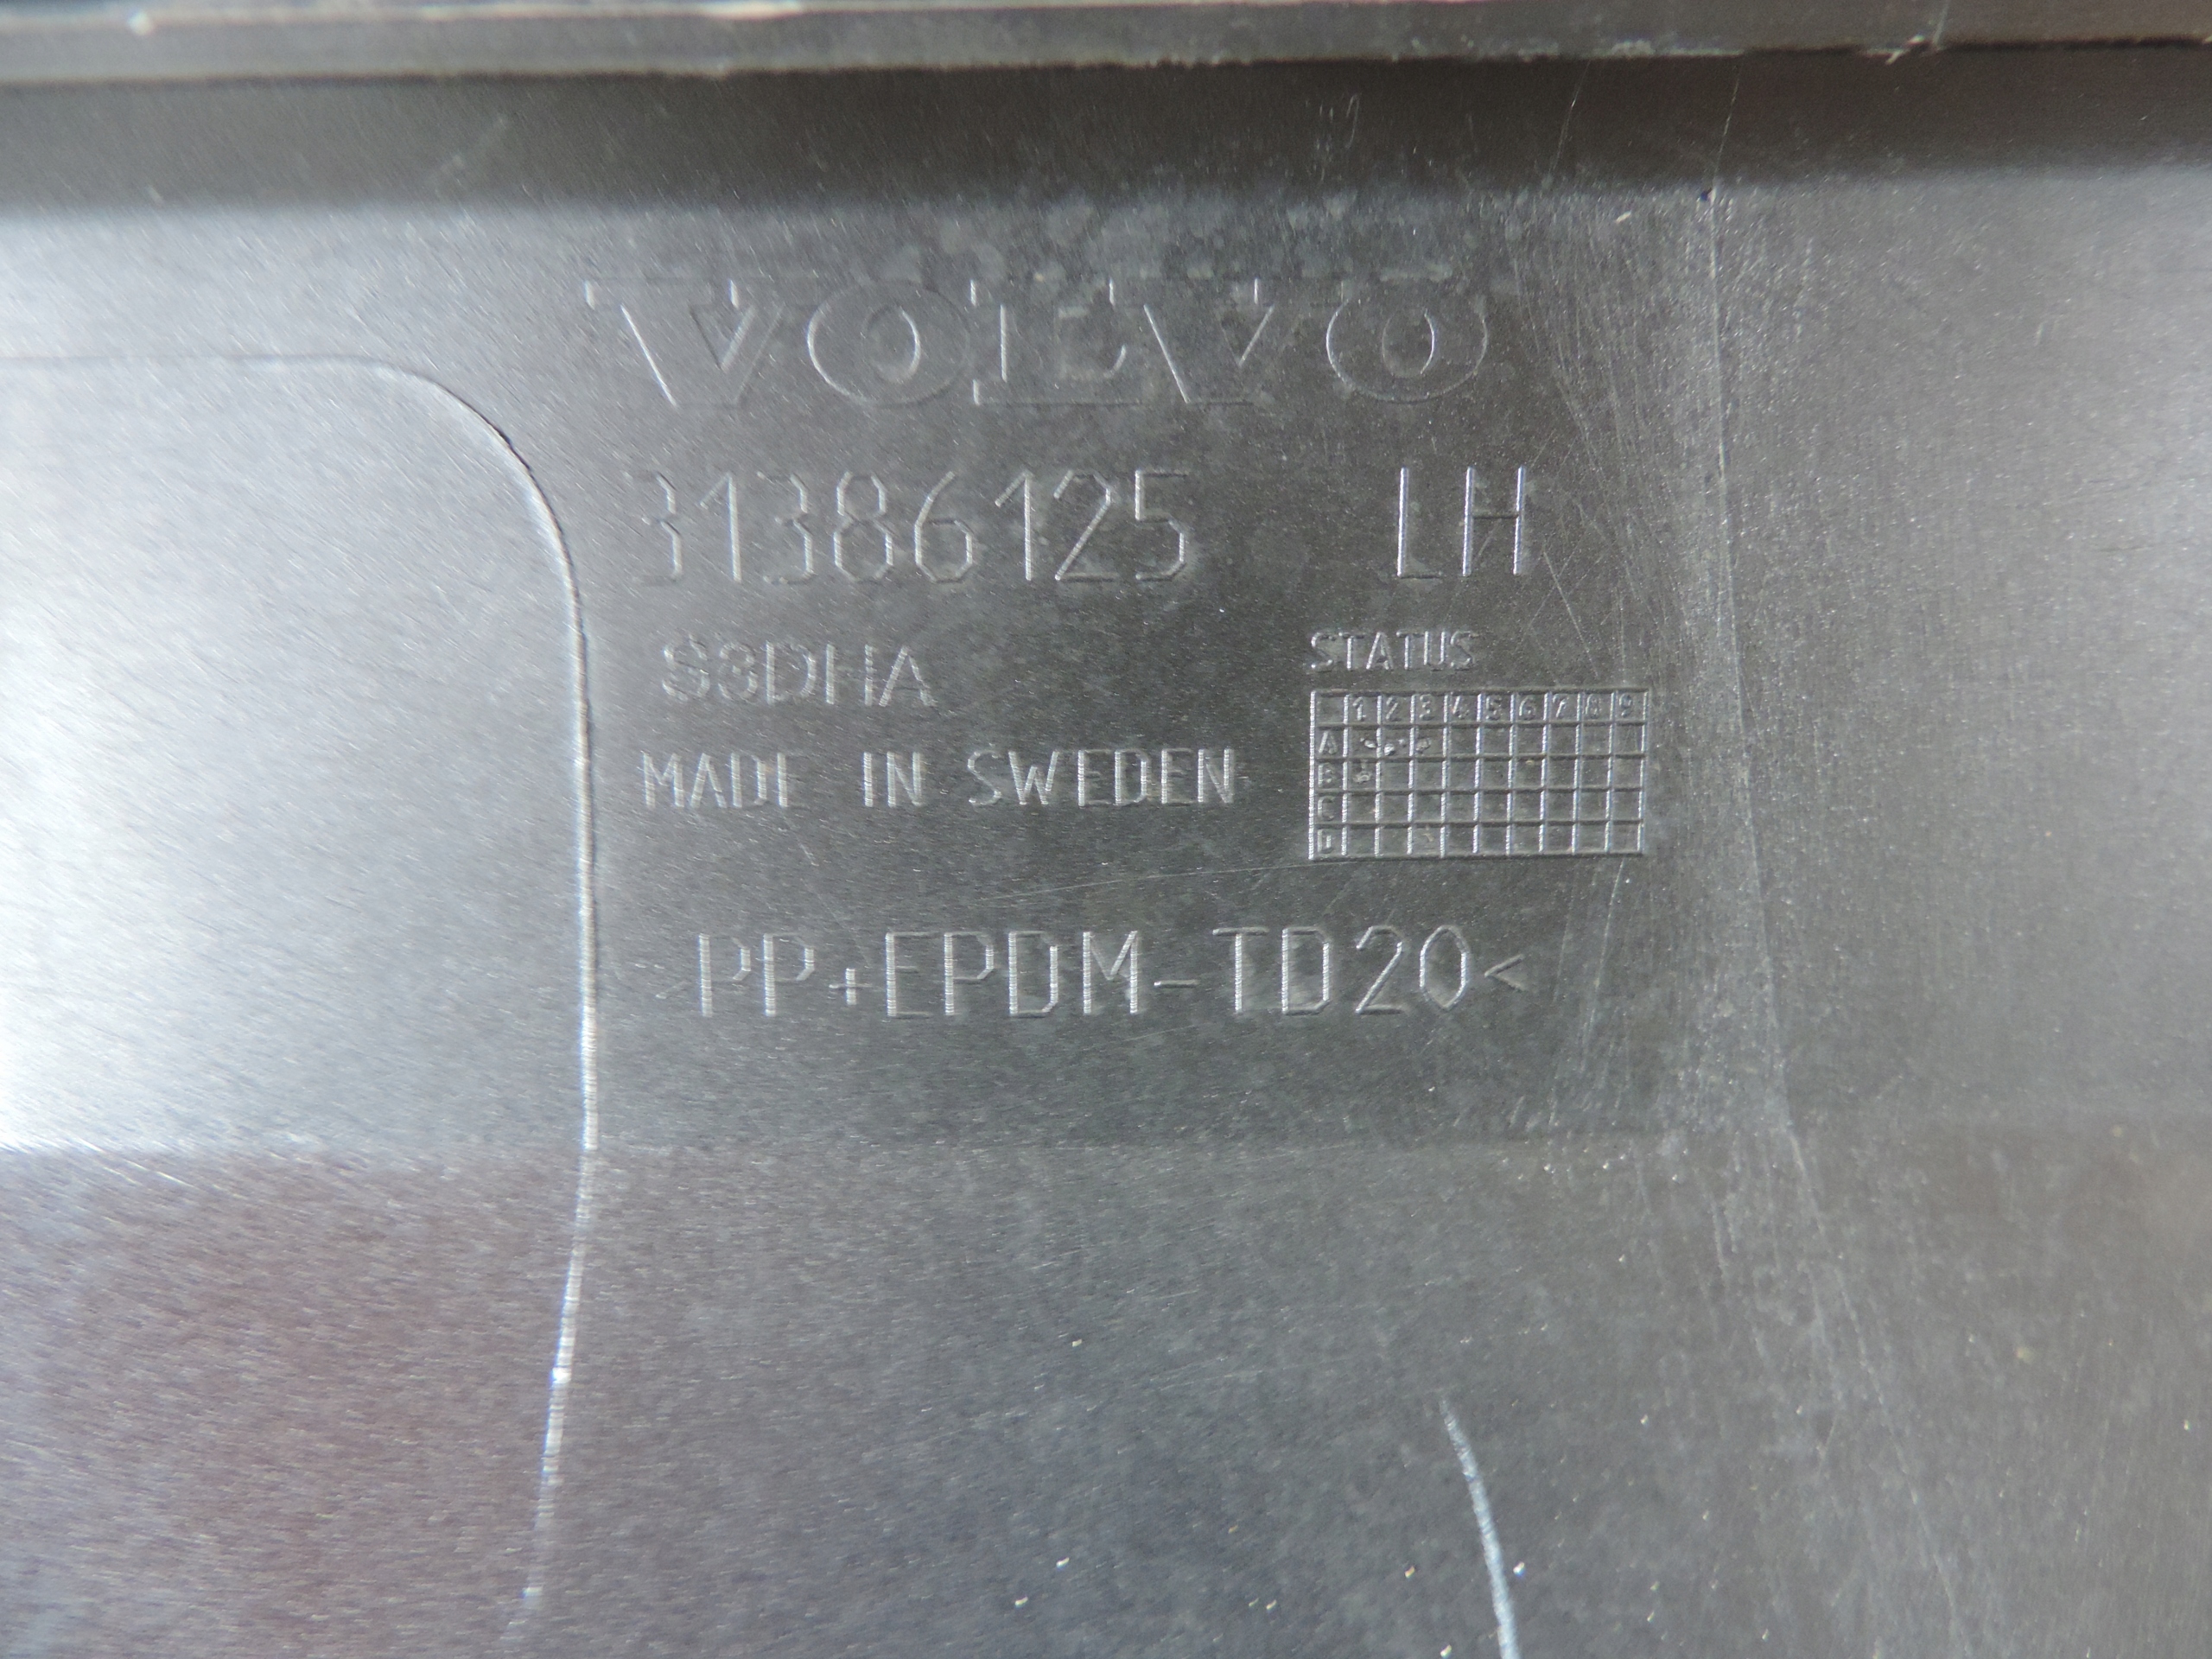 VOLVO
31386125 LH
S3DHA
STATUS
1 2 3 4 5 6 7 8 9
A
MADE IN SWEDEN
B
C
D
>PP+EPDM-TD20<